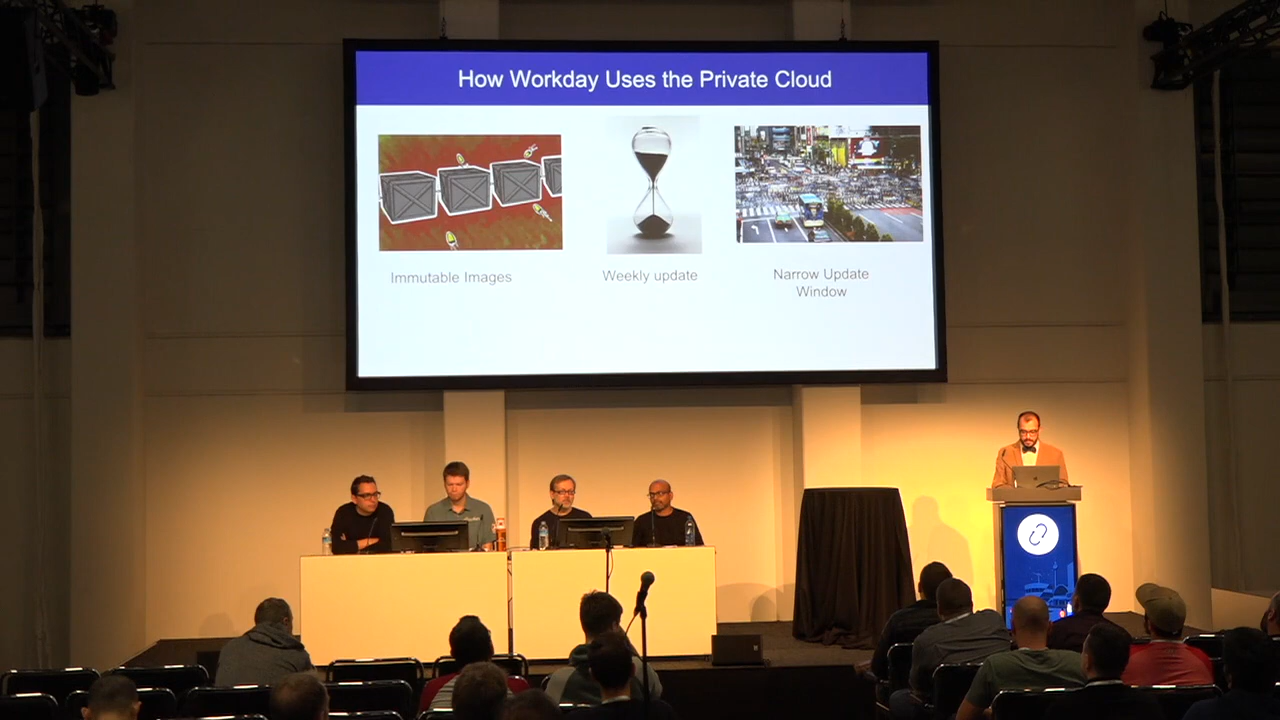 How Workday Uses the Private Cloud
Immutable Images
Weekly update
Narrow Update
Window